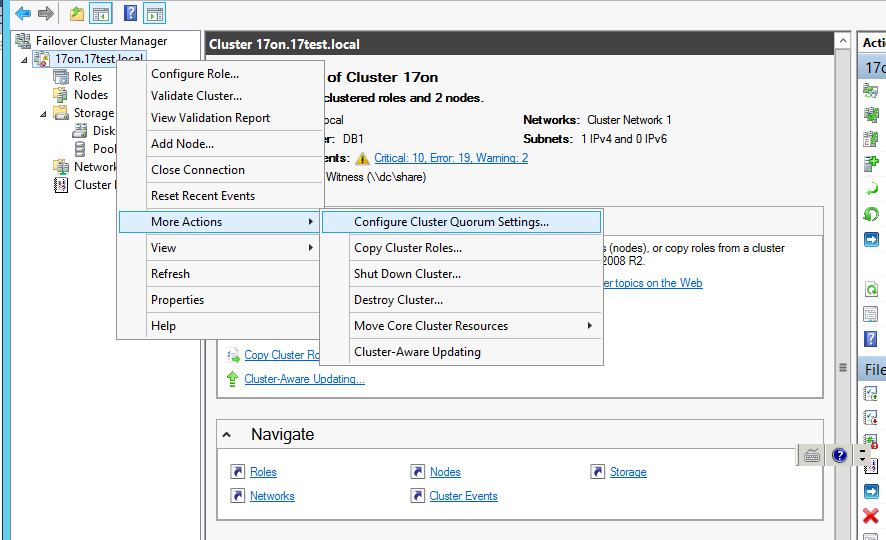 Failover Cluster Manager
17on.17test.local
Roles
Nodes
Storage
Disk
Pool
Network
Cluster
Configure Role...
Validate Cluster...
View Validation Report
Add Node...
Close Connection
Reset Recent Events
More Actions
View
Refresh
Properties
Help
Configure Cluster Quorum Settings...
Copy Cluster Roles...
Shut Down Cluster...
Destroy Cluster...
Move Core Cluster Resources
Cluster-Aware Updating
Cluster 17on.17test.local
of Cluster 17on
clustered roles and 2 nodes.
ocal Networks: Cluster Network 1
er: DB1 Subnets: 1 IPv4 and 0 IPv6
ents: Critical: 10, Error: 19, Warning: 2
Witness (\\dc\share)
s (nodes), or copy roles from a cluster
2008 R2.
er topics on the Web
Copy Cluster Ro
Cluster-Aware Updating...
Navigate
Roles Nodes Storage
Networks Cluster Events
Actio
17o
File